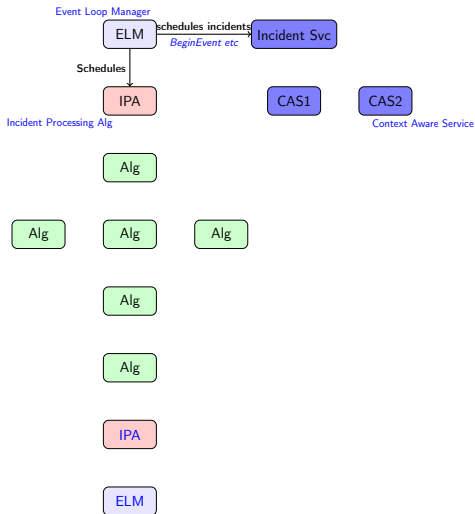 Event Loop Manager
ELM
schedules incidents
BeginEvent etc
Incident Svc
Schedules
IPA
CAS1
CAS2
Incident Processing Alg
Context Aware Service
Alg
Alg
Alg
Alg
Alg
Alg
IPA
ELM